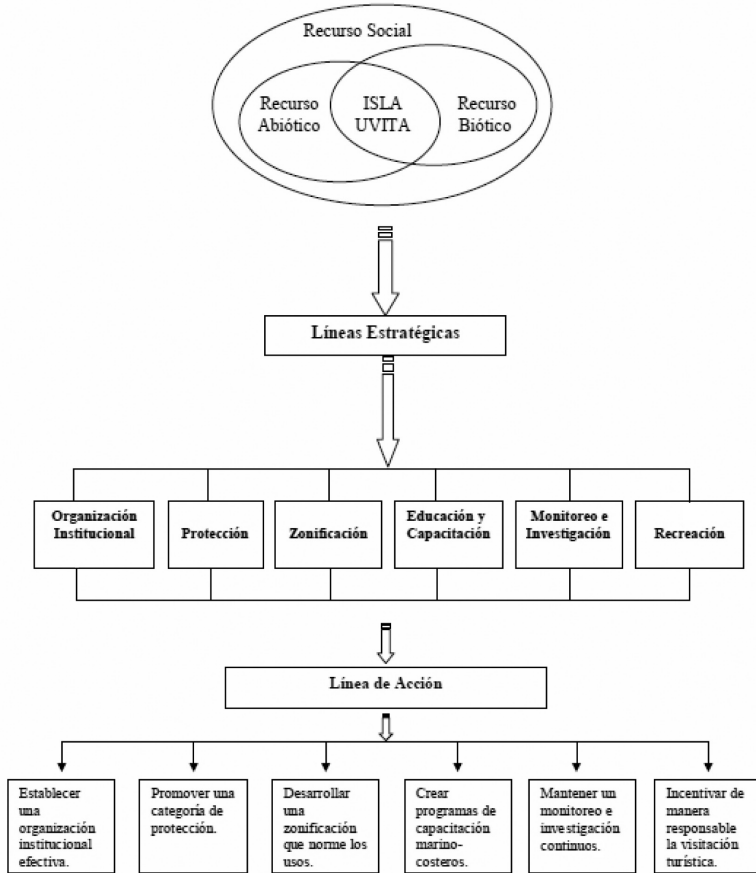 Recurso Social
Recurso
Abiótico
ISLA
UVITA
Recurso
Biótico
Líneas Estratégicas
Organización
Institucional
Protección
Zonificación
Educación y
Capacitación
Monitoreo e
Investigación
Recreación
Línea de Acción
Establecer
una
organización
institucional
efectiva.
Promover una
categoría de
protección.
Desarrollar
una
zonificación
que norme los
usos.
Crear
programas de
capacitación
marino-
costeros.
Mantener un
monitoreo e
investigación
continuos.
Incentivar de
manera
responsable
la visitación
turística.